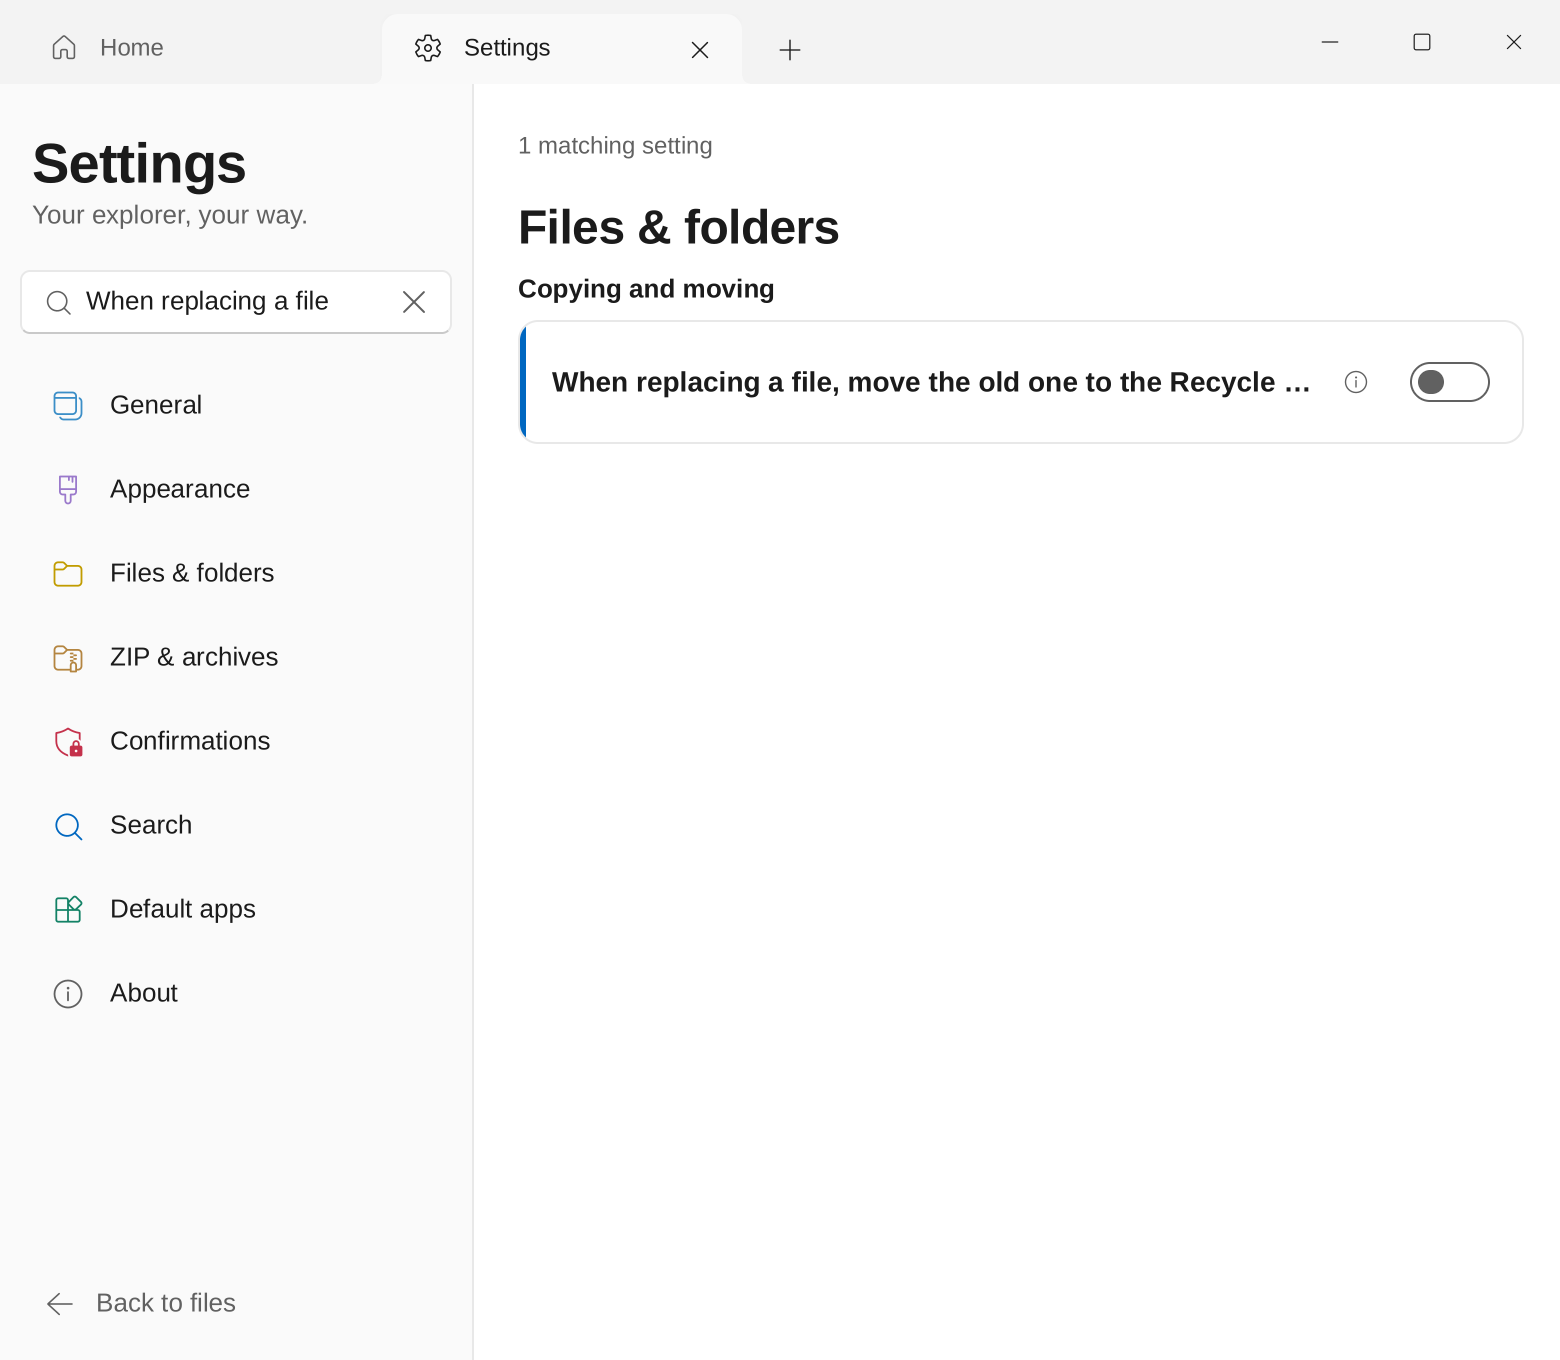 Home
Settings
Settings
Your explorer, your way.
When replacing a file
General
Appearance
Files & folders
ZIP & archives
Confirmations
Search
Default apps
About
Back to files
1 matching setting
Files & folders
Copying and moving
When replacing a file, move the old one to the Recycle …